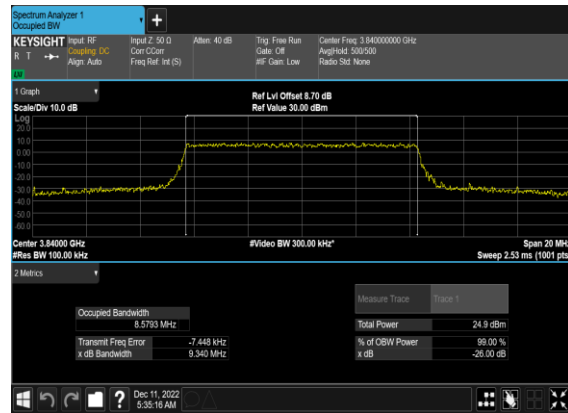 Spectrum Analyzer 1
Occupied BW
+
KEYSIGHT
R T
LXI
Input: RF
Coupling: DC
Align: Auto
Input Z: 50 Ω
Corr CCorr
Freq Ref: Int (S)
Atten: 40 dB
Trig: Free Run
Gate: Off
#IF Gain: Low
Center Freq: 3.840000000 GHz
Avg|Hold: 500/500
Radio Std: None
1 Graph
Scale/Div 10.0 dB
Ref Lvl Offset 8.70 dB
Ref Value 30.00 dBm
Log
20.0
10.0
0.00
-10.0
-20.0
-30.0
-40.0
-50.0
-60.0
Center 3.84000 GHz
#Res BW 100.00 kHz
#Video BW 300.00 kHz*
Span 20 MHz
Sweep 2.53 ms (1001 pts
2 Metrics
Measure Trace Trace 1
Occupied Bandwidth
8.5793 MHz
Total Power 24.9 dBm
Transmit Freq Error -7.448 kHz
% of OBW Power 99.00 %
x dB Bandwidth 9.340 MHz
x dB -26.00 dB
?
Dec 11, 2022
5:35:16 AM